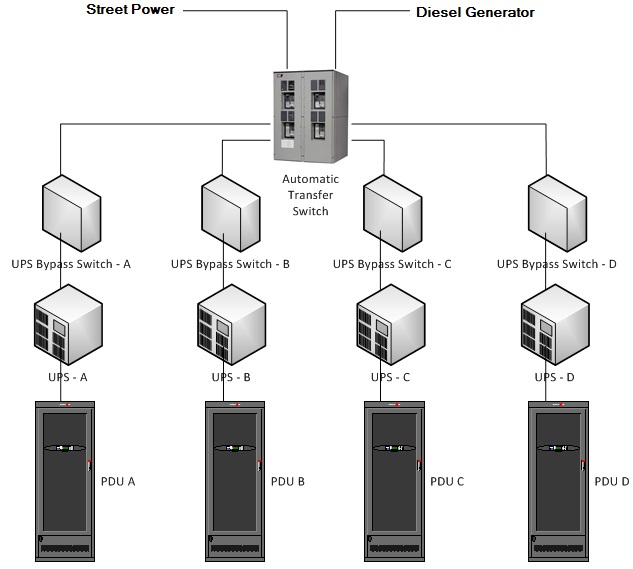 Street Power
Diesel Generator
Automatic
Transfer
Switch
UPS Bypass Switch - A
UPS Bypass Switch - B
UPS Bypass Switch - C
UPS Bypass Switch - D
UPS - A
UPS - B
UPS - C
UPS - D
PDU A
PDU B
PDU C
PDU D